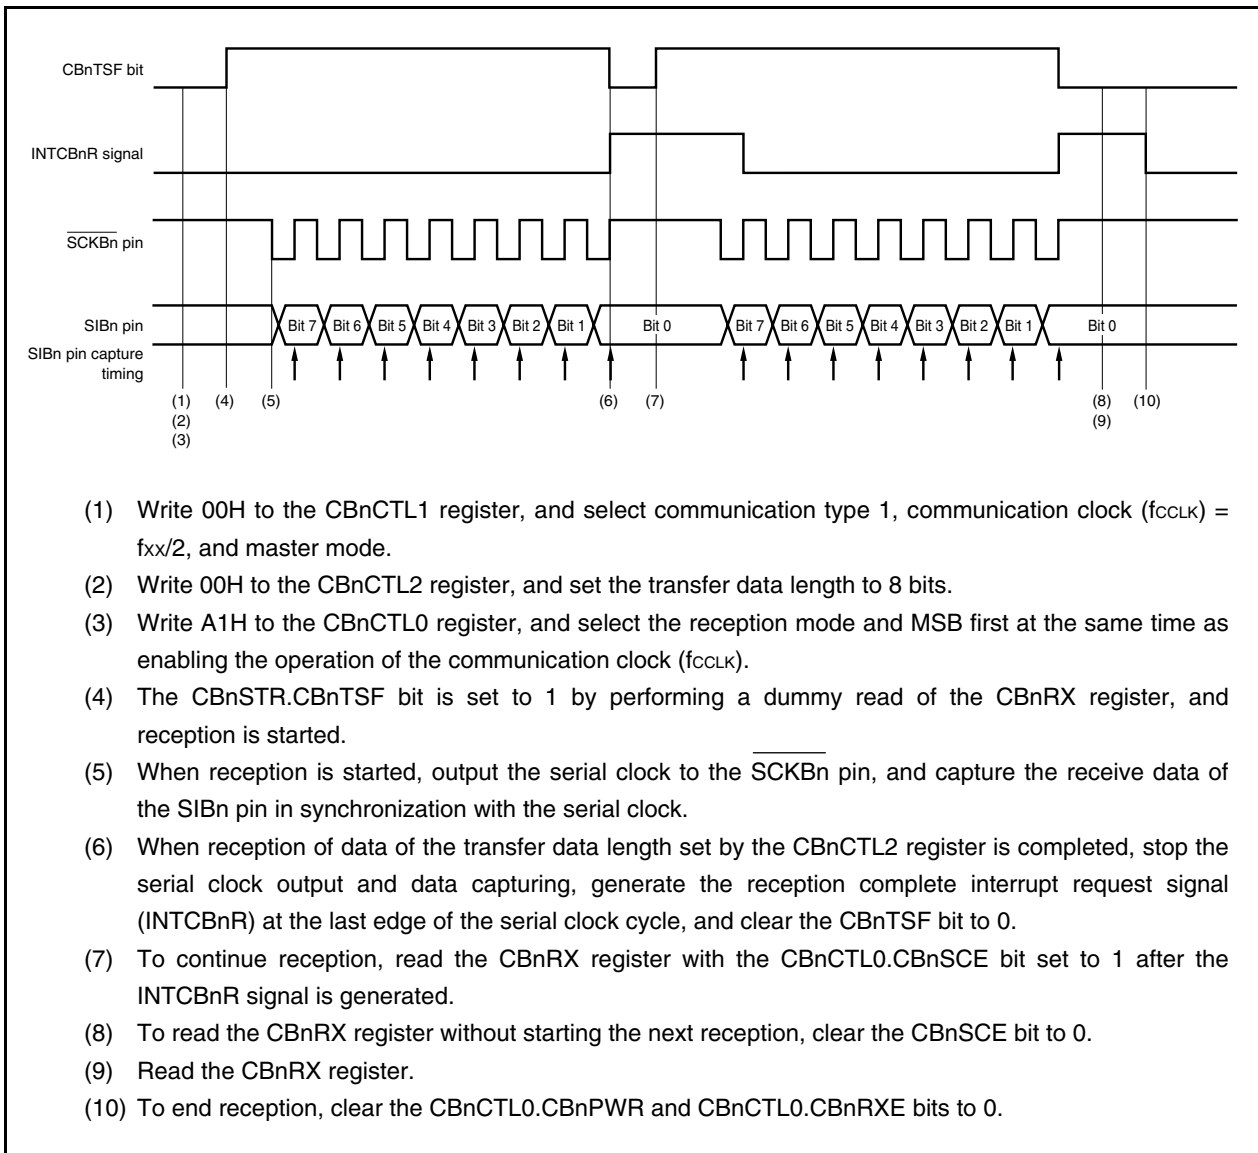 CBnTSF bit
INTCBnR signal
SCKBn pin
SIBn pin
Bit 7 Bit 6 Bit 5 Bit 4 Bit 3 Bit 2 Bit 1 Bit 0 Bit 7 Bit 6 Bit 5 Bit 4 Bit 3 Bit 2 Bit 1 Bit 0
SIBn pin capture
timing
(1) (4) (5) (6) (7) (8) (10)
(2) (9)
(3)
(1) Write 00H to the CBnCTL1 register, and select communication type 1, communication clock (fCCLK) =
fxx/2, and master mode.
(2) Write 00H to the CBnCTL2 register, and set the transfer data length to 8 bits.
(3) Write A1H to the CBnCTL0 register, and select the reception mode and MSB first at the same time as
enabling the operation of the communication clock (fCCLK).
(4) The CBnSTR.CBnTSF bit is set to 1 by performing a dummy read of the CBnRX register, and
reception is started.
(5) When reception is started, output the serial clock to the SCKBn pin, and capture the receive data of
the SIBn pin in synchronization with the serial clock.
(6) When reception of data of the transfer data length set by the CBnCTL2 register is completed, stop the
serial clock output and data capturing, generate the reception complete interrupt request signal
(INTCBnR) at the last edge of the serial clock cycle, and clear the CBnTSF bit to 0.
(7) To continue reception, read the CBnRX register with the CBnCTL0.CBnSCE bit set to 1 after the
INTCBnR signal is generated.
(8) To read the CBnRX register without starting the next reception, clear the CBnSCE bit to 0.
(9) Read the CBnRX register.
(10) To end reception, clear the CBnCTL0.CBnPWR and CBnCTL0.CBnRXE bits to 0.